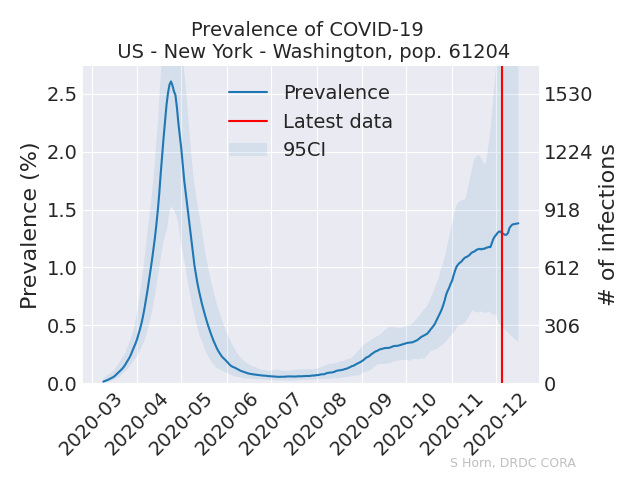 Prevalence of COVID-19
US - New York - Washington, pop. 61204
Prevalence
Latest data
95CI
Prevalence (%)
2.5
2.0
1.5
1.0
0.5
0.0
1530
1224
918
612
306
0
# of infections
2020-03
2020-04
2020-05
2020-06
2020-07
2020-08
2020-09
2020-10
2020-11
2020-12
S Horn, DRDC CORA